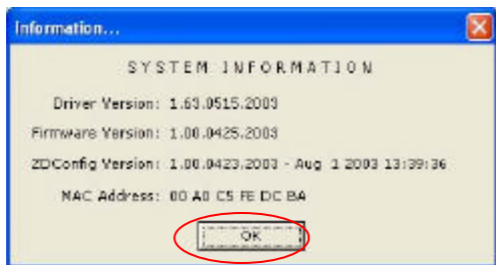 Information...
SYSTEM INFORMATION
Driver Version: 1.63.0515.2003
Firmware Version: 1.00.0425.2003
ZDConfig Version: 1.00.0423.2003 - Aug 1 2003 13:39:36
MAC Address: 00 A0 C5 FE DC BA
OK